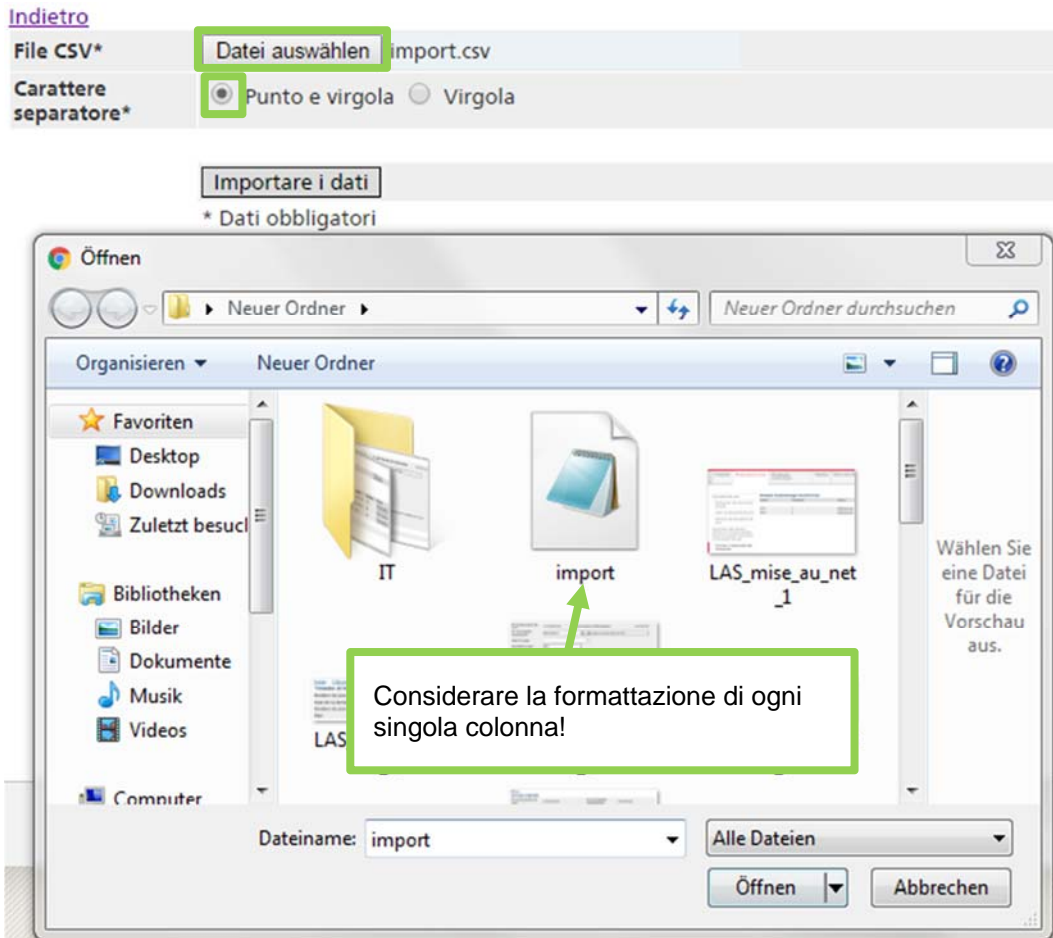 Indietro
File CSV* Datei auswählen import.csv
Carattere
separatore* Punto e virgola Virgola
Importare i dati
* Dati obbligatori
Öffnen
Neuer Ordner Neuer Ordner durchsuchen
Organisieren Neuer Ordner
Favoriten
Desktop
Downloads
Zuletzt besucl
Bibliotheken
Bilder
Dokumente
Musik
Videos
Computer
IT import LAS_mise_au_net
_1
Wählen Sie
eine Datei
für die
Vorschau
aus.
LAS
Considerare la formattazione di ogni
singola colonna!
Dateiname: import Alle Dateien
Öffnen Abbrechen